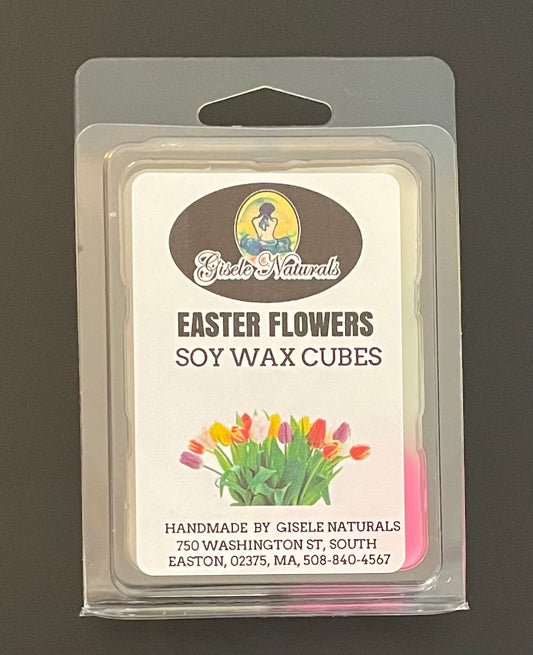 Gisele Naturals
EASTER FLOWERS
SOY WAX CUBES
HANDMADE BY GISELE NATURALS
750 WASHINGTON ST, SOUTH
EASTON, 02375, MA, 508-840-4567